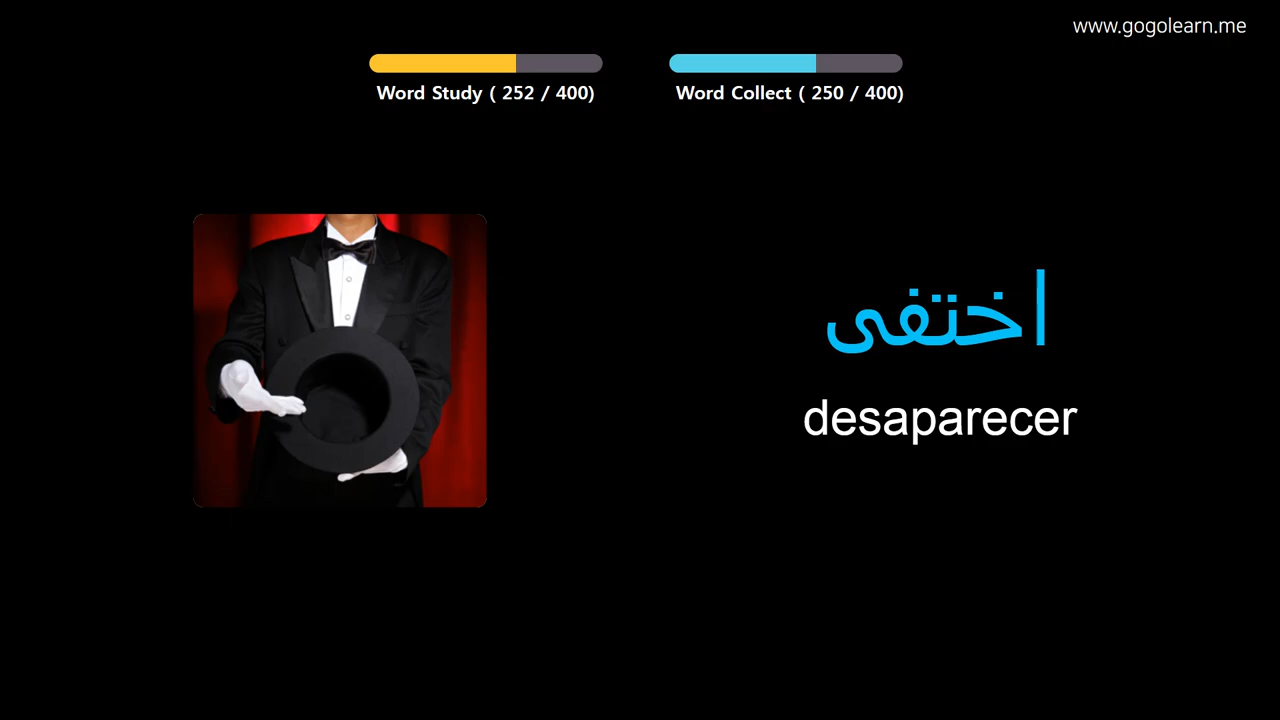 www.gogolearn.me
Word Study ( 252 / 400)
Word Collect ( 250 / 400)
اختفى
desaparecer